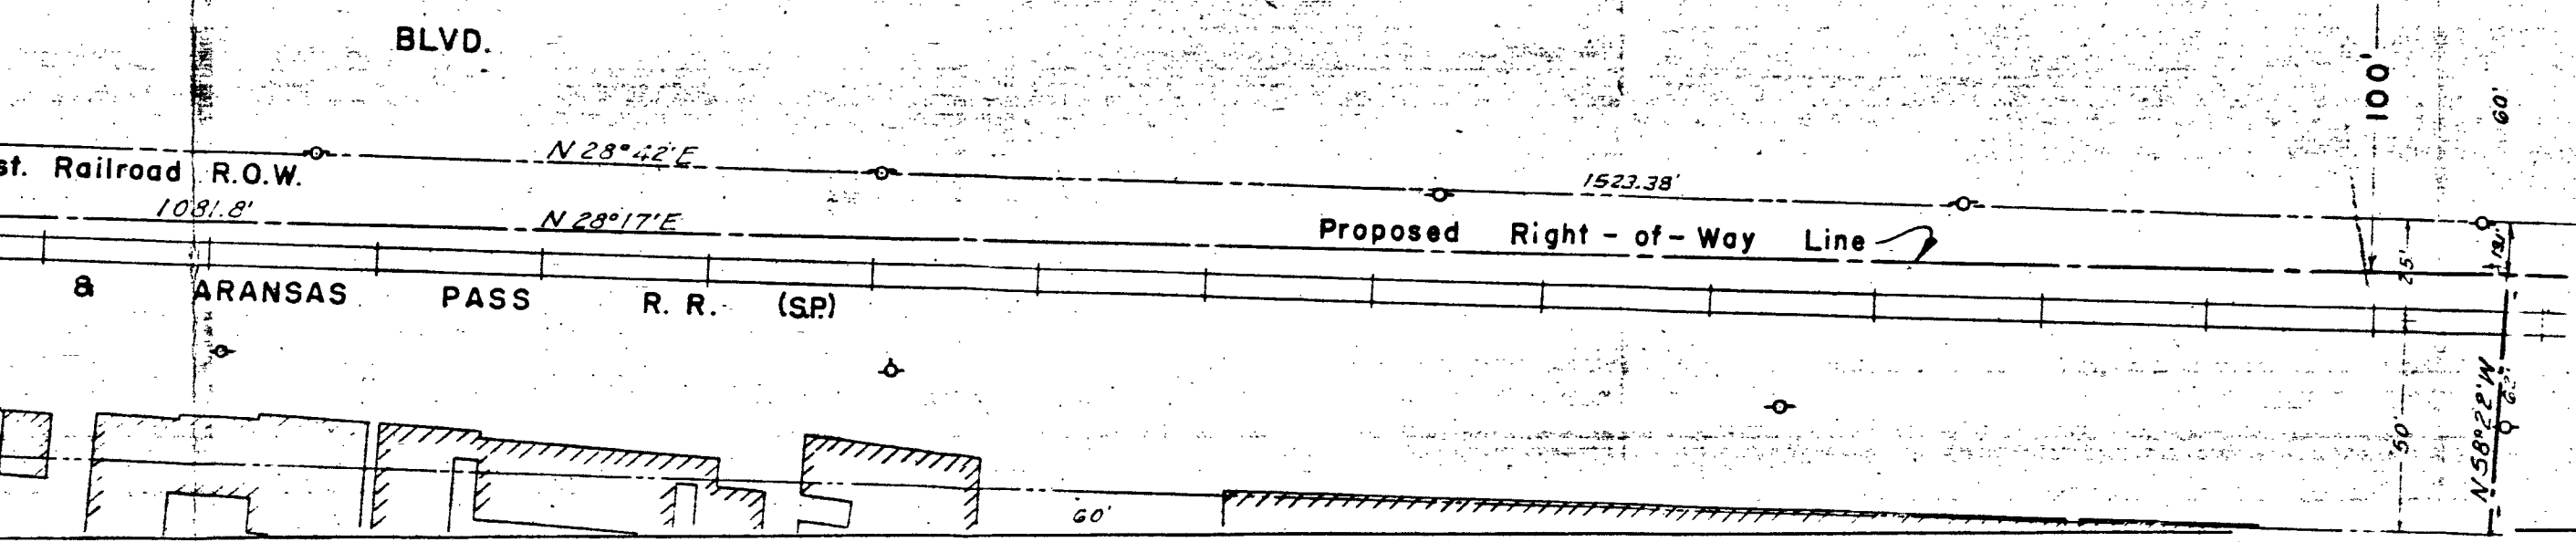 BLVD.
100'
60'
N 28°42'E
st. Railroad R.O.W.
1523.38'
1081.8'
N 28°17'E
Proposed Right-of-Way Line
25'
& ARANSAS PASS R. R. (S.P.)
N 58°22'W
62'
50'
60'